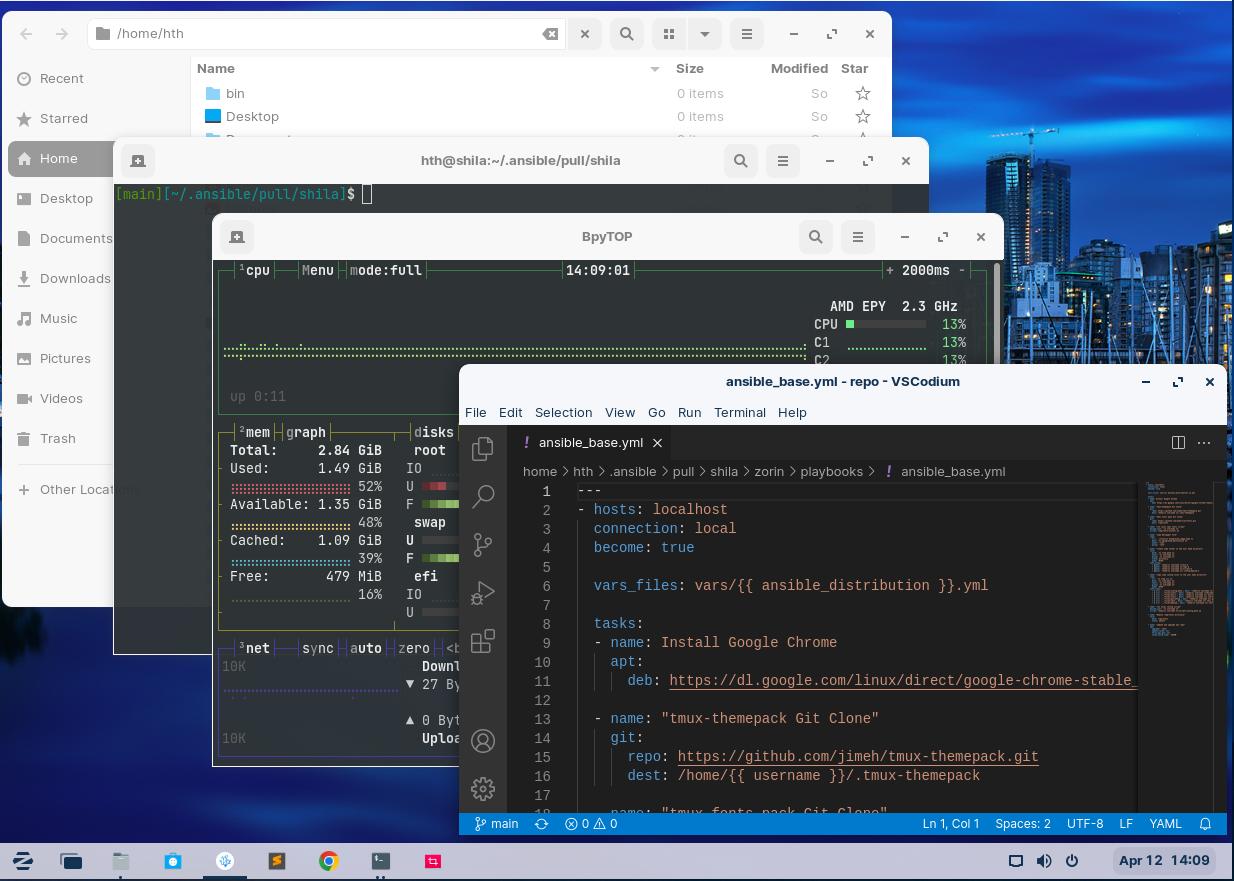 /home/hth
Name Size Modified Star
Recent
bin 0 items So
Desktop 0 items So
Starred
Home
Desktop
Documents
Downloads
Music
Pictures
Videos
Trash
+ Other Locat
hth@shila:~/.ansible/pull/shila
[main][~/.ansible/pull/shila]$
BpyTOP
¹cpu Menu mode:full 14:09:01 + 2000ms -
AMD EPY 2.3 GHz
CPU 13%
C1 13%
C2 13%
up 0:11
²mem graph disks
Total: 2.84 GiB root
Used: 1.49 GiB IO
52% U
Available: 1.35 GiB F
48% swap
Cached: 1.09 GiB U
39% F
Free: 479 MiB efi
16% IO
U
³net sync auto zero <b
10K Downl
▼ 27 By
▲ 0 Byt
10K Uploa
ansible_base.yml - repo - VSCodium
File Edit Selection View Go Run Terminal Help
! ansible_base.yml
home > hth > .ansible > pull > shila > zorin > playbooks > ! ansible_base.yml
1 ---
2 - hosts: localhost
3 connection: local
4 become: true
5
6 vars_files: vars/{{ ansible_distribution }}.yml
7
8 tasks:
9 - name: Install Google Chrome
10 apt:
11 deb: https://dl.google.com/linux/direct/google-chrome-stable_
12
13 - name: "tmux-themepack Git Clone"
14 git:
15 repo: https://github.com/jimeh/tmux-themepack.git
16 dest: /home/{{ username }}/.tmux-themepack
17
18 - name: "tmux-fonts-pack Git Clone"
main 0 0 Ln 1, Col 1 Spaces: 2 UTF-8 LF YAML
Apr 12 14:09